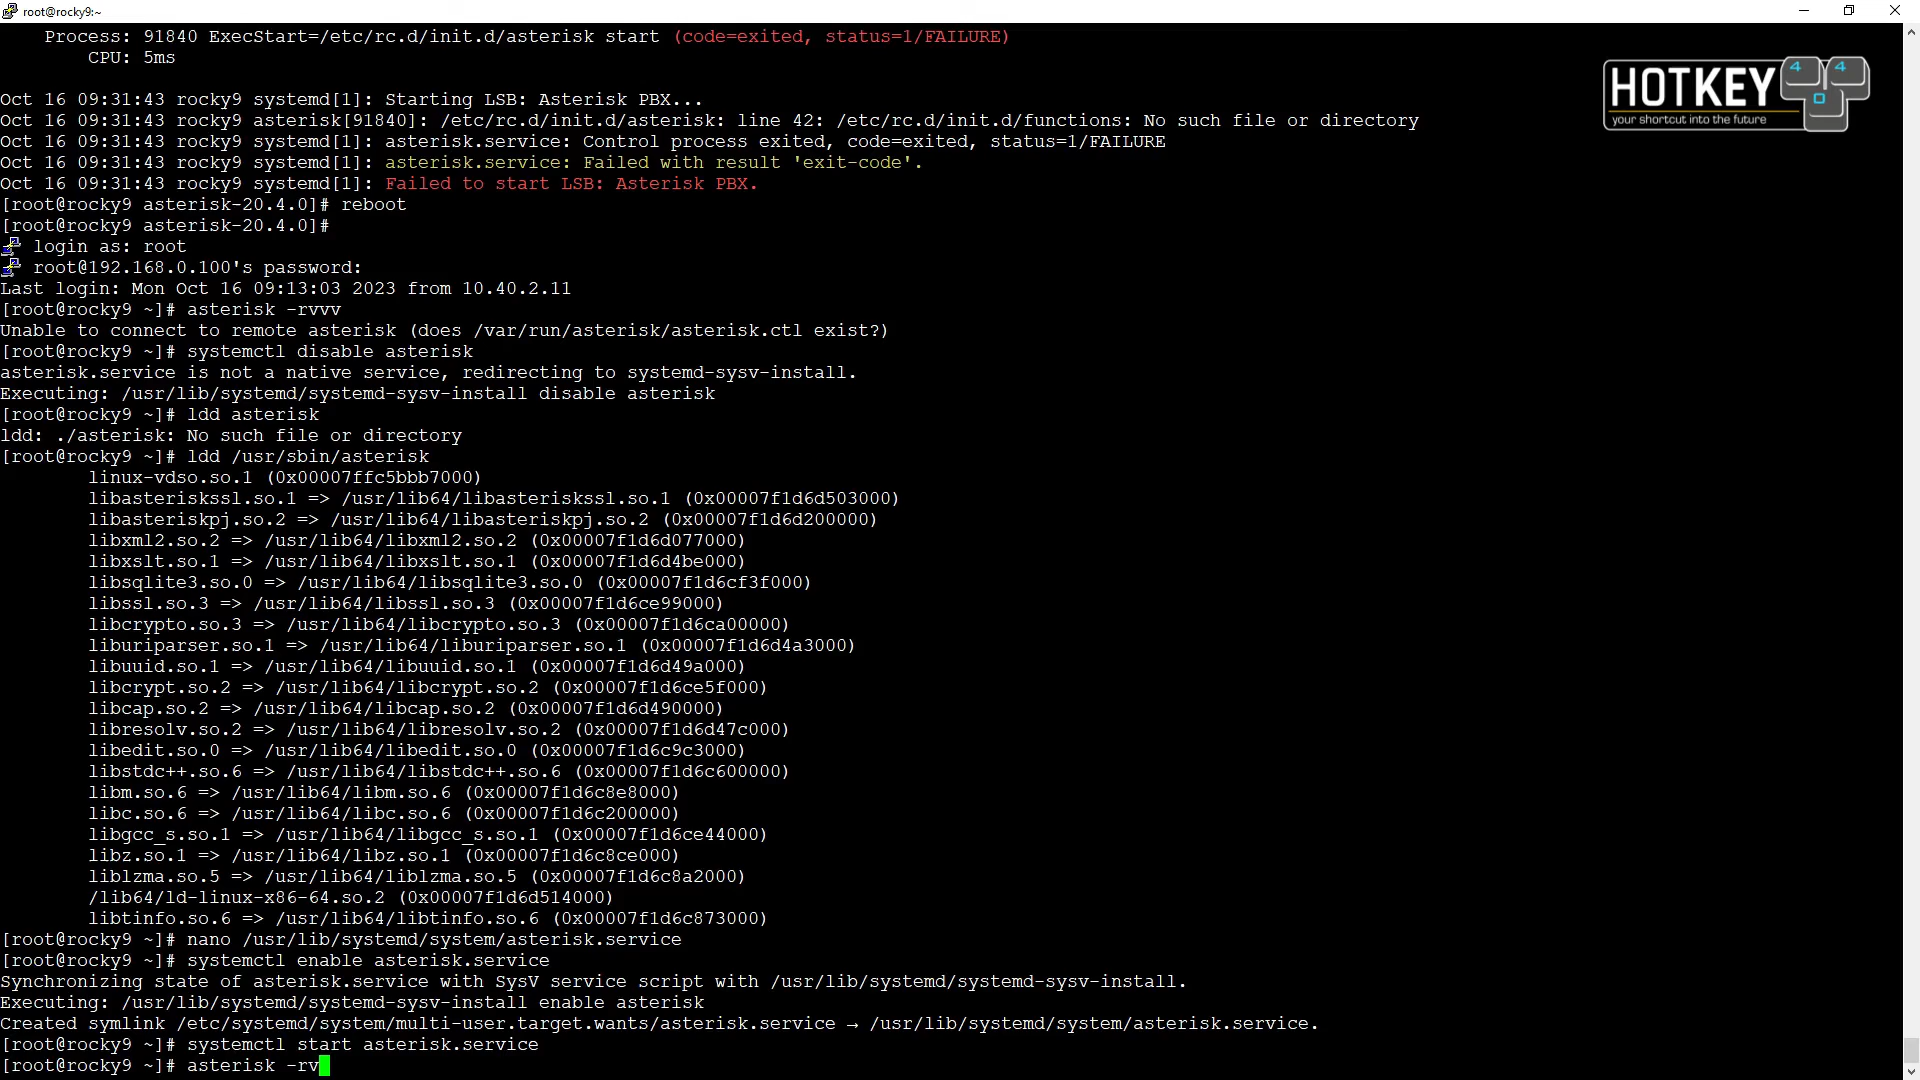 root@rocky9:~
    Process: 91840 ExecStart=/etc/rc.d/init.d/asterisk start (code=exited, status=1/FAILURE)
        CPU: 5ms
HOTKEY 4 4 0
your shortcut into the future
Oct 16 09:31:43 rocky9 systemd[1]: Starting LSB: Asterisk PBX...
Oct 16 09:31:43 rocky9 asterisk[91840]: /etc/rc.d/init.d/asterisk: line 42: /etc/rc.d/init.d/functions: No such file or directory
Oct 16 09:31:43 rocky9 systemd[1]: asterisk.service: Control process exited, code=exited, status=1/FAILURE
Oct 16 09:31:43 rocky9 systemd[1]: asterisk.service: Failed with result 'exit-code'.
Oct 16 09:31:43 rocky9 systemd[1]: Failed to start LSB: Asterisk PBX.
[root@rocky9 asterisk-20.4.0]# reboot
[root@rocky9 asterisk-20.4.0]#
login as: root
root@192.168.0.100's password:
Last login: Mon Oct 16 09:13:03 2023 from 10.40.2.11
[root@rocky9 ~]# asterisk -rvvv
Unable to connect to remote asterisk (does /var/run/asterisk/asterisk.ctl exist?)
[root@rocky9 ~]# systemctl disable asterisk
asterisk.service is not a native service, redirecting to systemd-sysv-install.
Executing: /usr/lib/systemd/systemd-sysv-install disable asterisk
[root@rocky9 ~]# ldd asterisk
ldd: ./asterisk: No such file or directory
[root@rocky9 ~]# ldd /usr/sbin/asterisk
        linux-vdso.so.1 (0x00007ffc5bbb7000)
        libasteriskssl.so.1 => /usr/lib64/libasteriskssl.so.1 (0x00007f1d6d503000)
        libasteriskpj.so.2 => /usr/lib64/libasteriskpj.so.2 (0x00007f1d6d200000)
        libxml2.so.2 => /usr/lib64/libxml2.so.2 (0x00007f1d6d077000)
        libxslt.so.1 => /usr/lib64/libxslt.so.1 (0x00007f1d6d4be000)
        libsqlite3.so.0 => /usr/lib64/libsqlite3.so.0 (0x00007f1d6cf3f000)
        libssl.so.3 => /usr/lib64/libssl.so.3 (0x00007f1d6ce99000)
        libcrypto.so.3 => /usr/lib64/libcrypto.so.3 (0x00007f1d6ca00000)
        liburiparser.so.1 => /usr/lib64/liburiparser.so.1 (0x00007f1d6d4a3000)
        libuuid.so.1 => /usr/lib64/libuuid.so.1 (0x00007f1d6d49a000)
        libcrypt.so.2 => /usr/lib64/libcrypt.so.2 (0x00007f1d6ce5f000)
        libcap.so.2 => /usr/lib64/libcap.so.2 (0x00007f1d6d490000)
        libresolv.so.2 => /usr/lib64/libresolv.so.2 (0x00007f1d6d47c000)
        libedit.so.0 => /usr/lib64/libedit.so.0 (0x00007f1d6c9c3000)
        libstdc++.so.6 => /usr/lib64/libstdc++.so.6 (0x00007f1d6c600000)
        libm.so.6 => /usr/lib64/libm.so.6 (0x00007f1d6c8e8000)
        libc.so.6 => /usr/lib64/libc.so.6 (0x00007f1d6c200000)
        libgcc_s.so.1 => /usr/lib64/libgcc_s.so.1 (0x00007f1d6ce44000)
        libz.so.1 => /usr/lib64/libz.so.1 (0x00007f1d6c8ce000)
        liblzma.so.5 => /usr/lib64/liblzma.so.5 (0x00007f1d6c8a2000)
        /lib64/ld-linux-x86-64.so.2 (0x00007f1d6d514000)
        libtinfo.so.6 => /usr/lib64/libtinfo.so.6 (0x00007f1d6c873000)
[root@rocky9 ~]# nano /usr/lib/systemd/system/asterisk.service
[root@rocky9 ~]# systemctl enable asterisk.service
Synchronizing state of asterisk.service with SysV service script with /usr/lib/systemd/systemd-sysv-install.
Executing: /usr/lib/systemd/systemd-sysv-install enable asterisk
Created symlink /etc/systemd/system/multi-user.target.wants/asterisk.service → /usr/lib/systemd/system/asterisk.service.
[root@rocky9 ~]# systemctl start asterisk.service
[root@rocky9 ~]# asterisk -rv